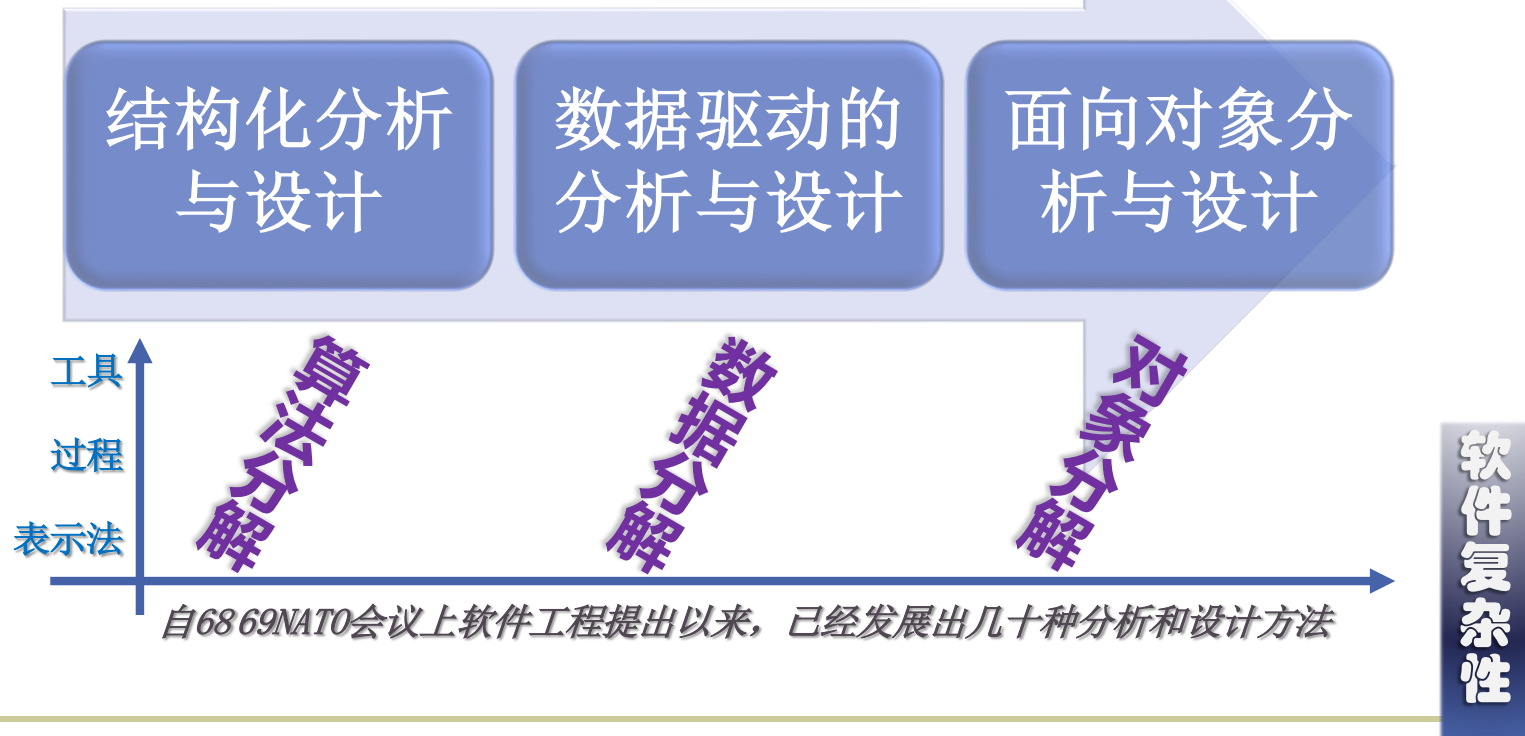 结构化分析
与设计
数据驱动的
分析与设计
面向对象分
析与设计
工具
过程
表示法
算法分解
数据分解
对象分解
自68 69NATO会议上软件工程提出以来，已经发展出几十种分析和设计方法
软件复杂性